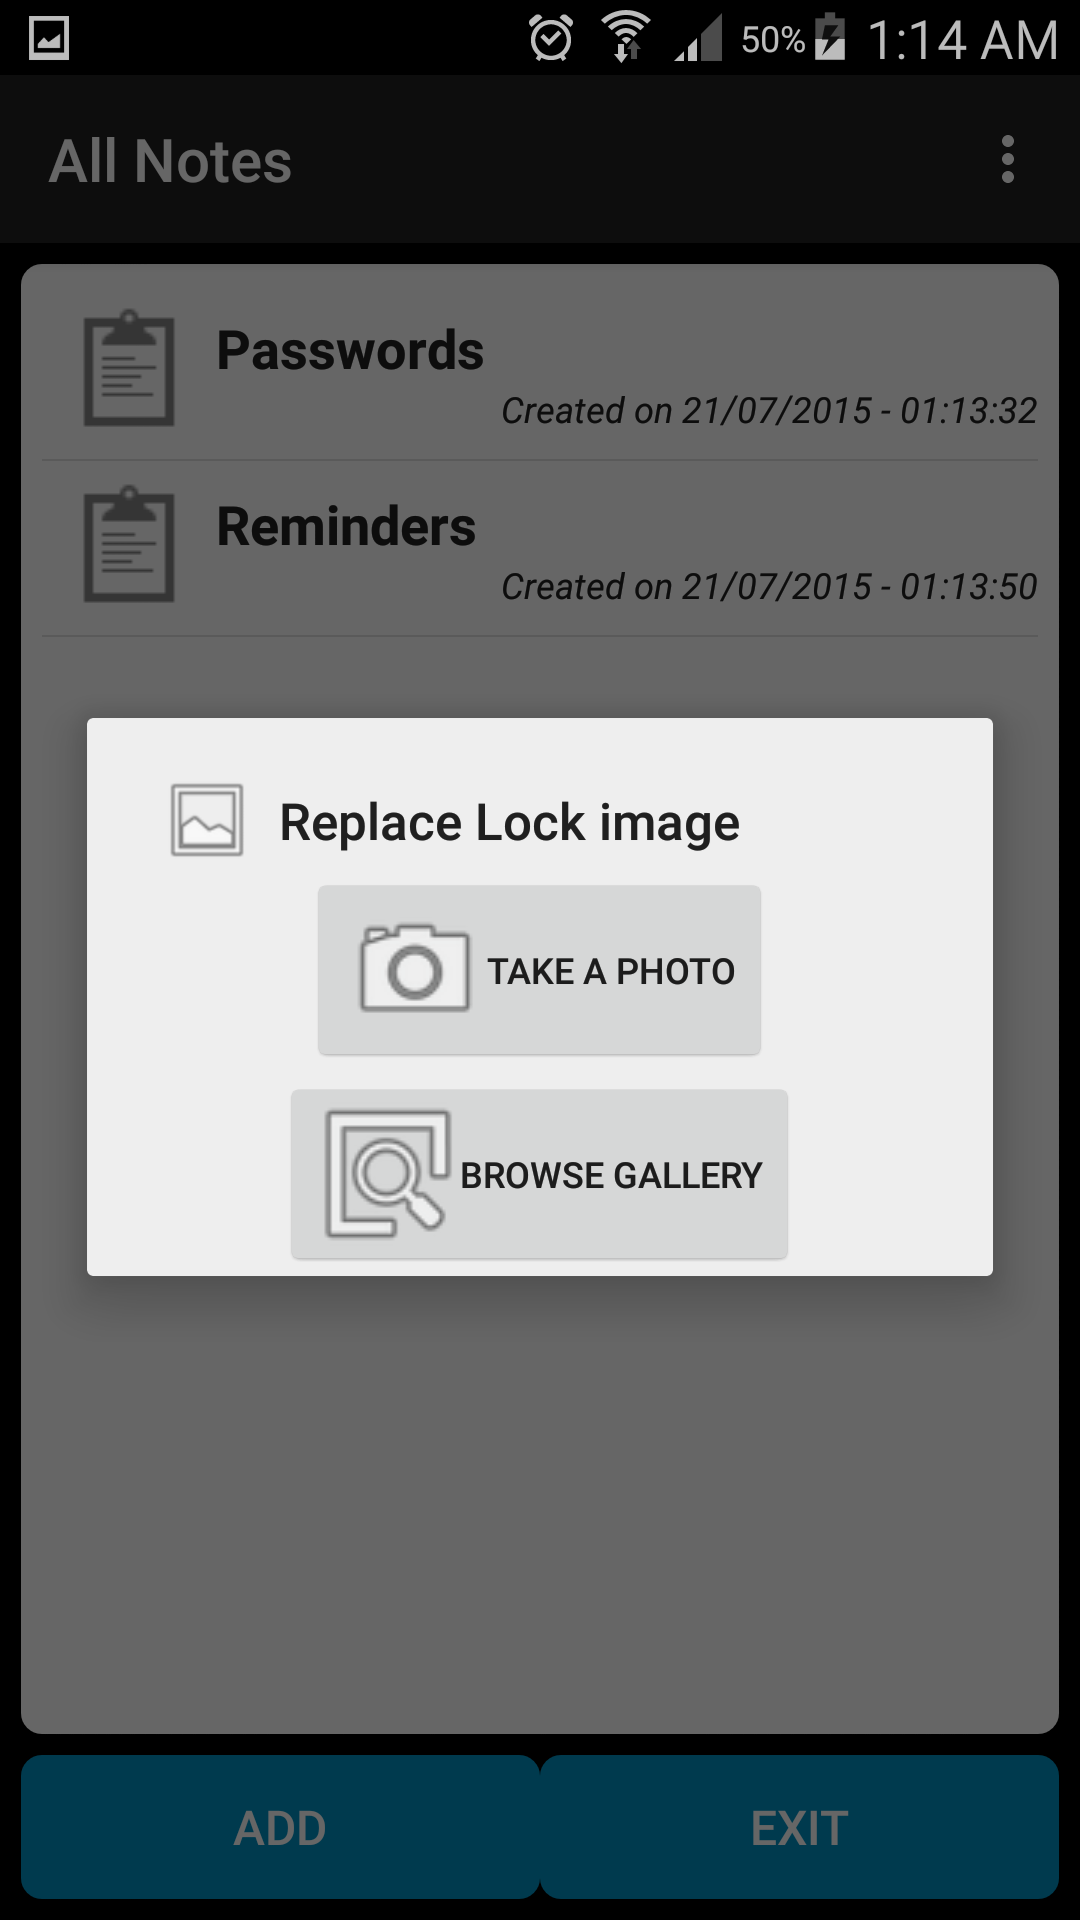 50% 1:14 AM
All Notes
Passwords
Created on 21/07/2015 - 01:13:32
Reminders
Created on 21/07/2015 - 01:13:50
Replace Lock image
TAKE A PHOTO
BROWSE GALLERY
ADD EXIT